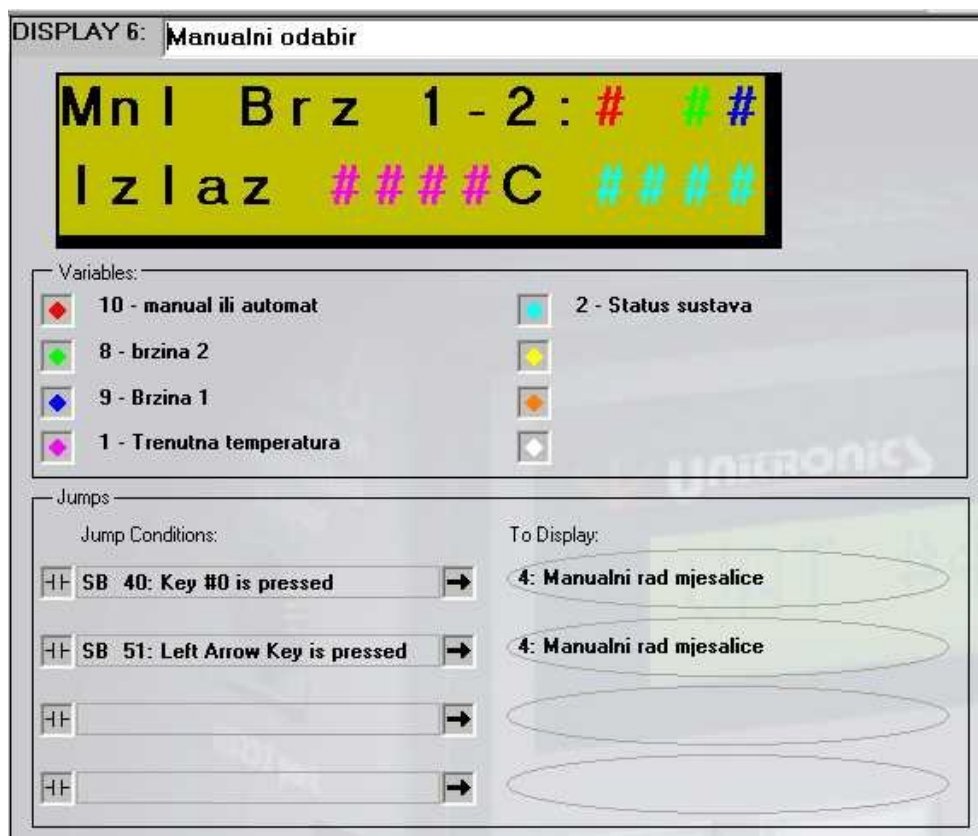 DISPLAY 6: Manualni odabir
Mnl Brz 1-2:# ##
Izlaz ####C ####
Variables:
10 - manual ili automat
2 - Status sustava
8 - brzina 2
9 - Brzina 1
1 - Trenutna temperatura
UNITRONICS
Jumps
Jump Conditions: To Display:
SB 40: Key #0 is pressed 4: Manualni rad mjesalice
SB 51: Left Arrow Key is pressed 4: Manualni rad mjesalice